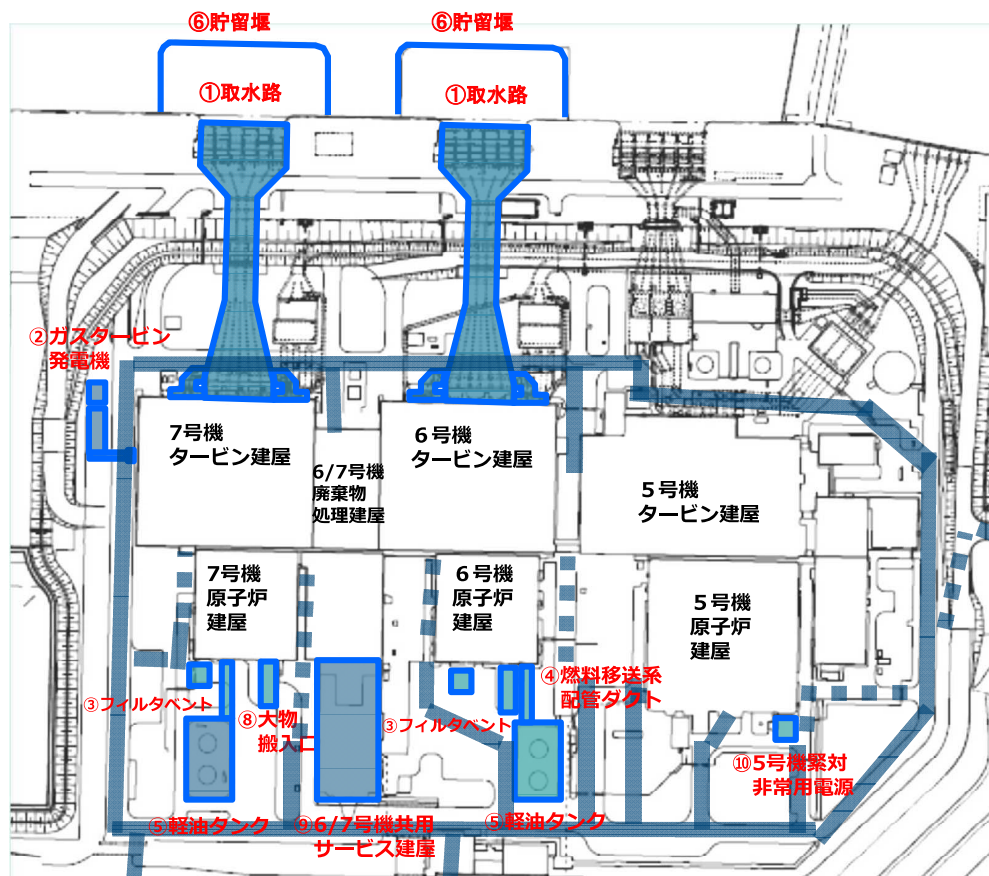 ⑥貯留堰
⑥貯留堰
①取水路
①取水路
②ガスタービン
発電機
7号機
タービン建屋
6/7号機
廃棄物
処理建屋
６号機
タービン建屋
５号機
タービン建屋
7号機
原子炉
建屋
６号機
原子炉
建屋
５号機
原子炉
建屋
③フィルタベント
⑧大物
搬入口
③フィルタベント
④燃料移送系
配管ダクト
⑩5号機緊対
非常用電源
⑤軽油タンク
⑨6/7号機共用
サービス建屋
⑤軽油タンク